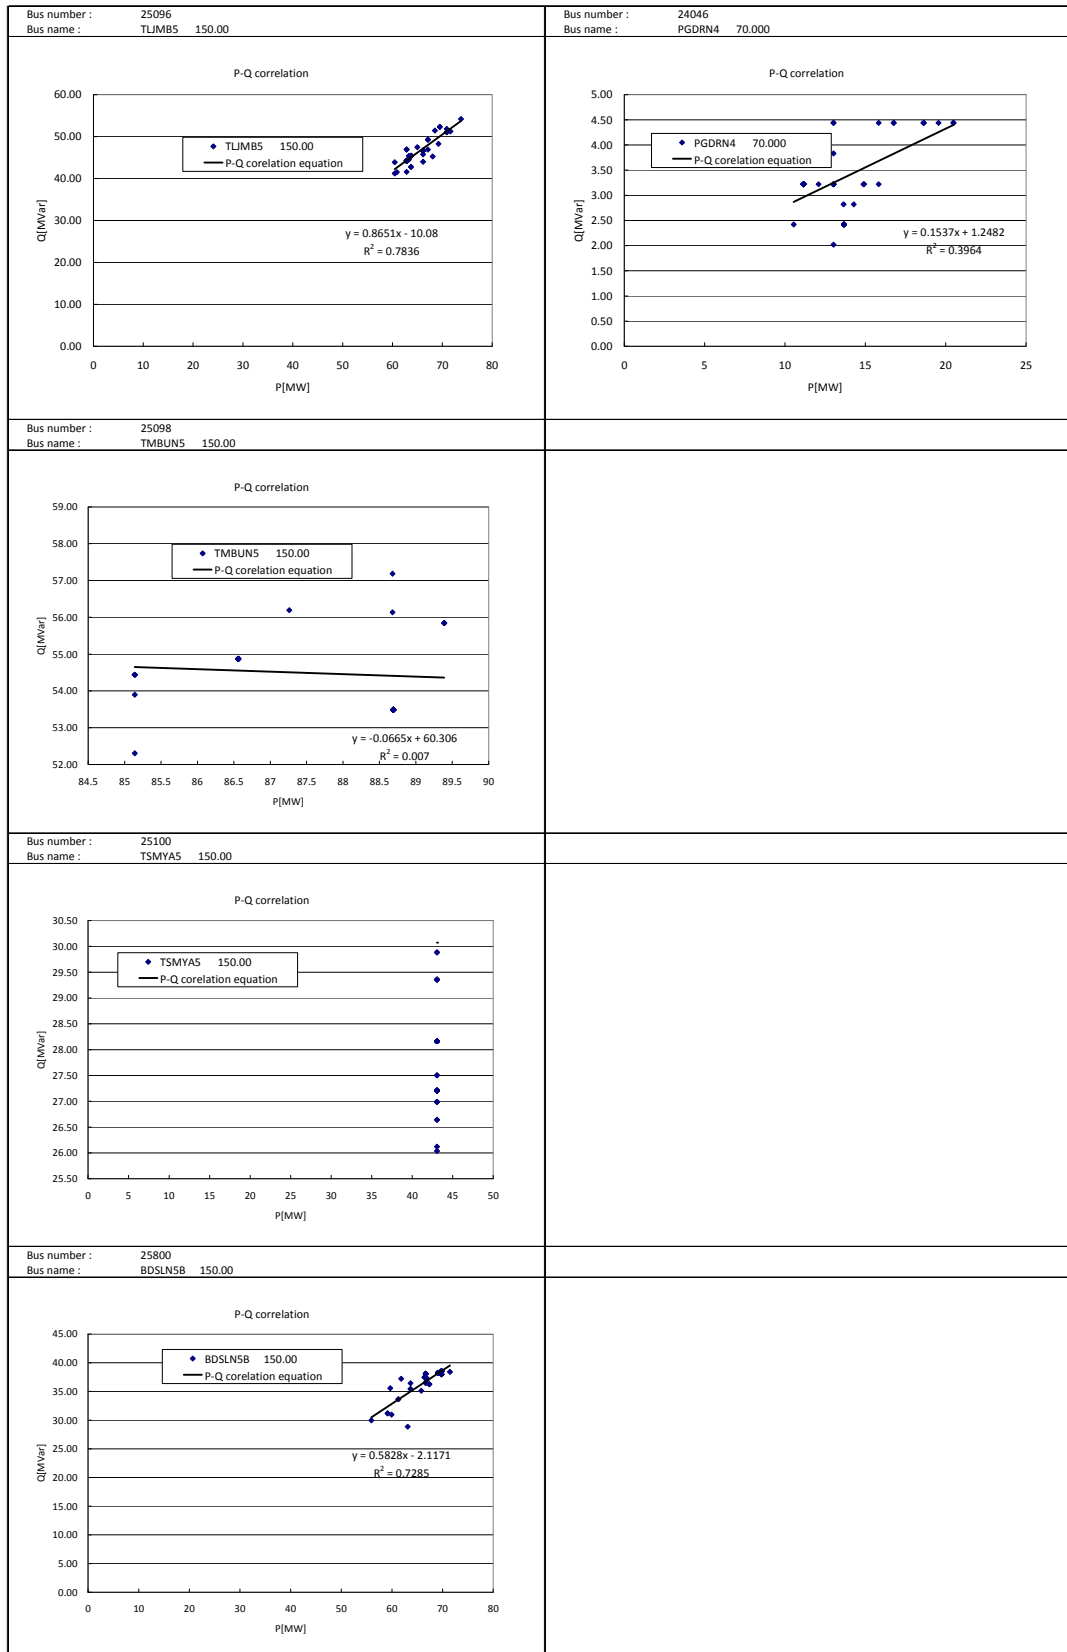 Bus number : 25096
Bus name : TLJMB5 150.00
P-Q correlation
60.00
50.00
40.00
30.00
20.00
10.00
0.00
Q[MVar]
TLJMB5 150.00
P-Q corelation equation
y = 0.8651x - 10.08
R2 = 0.7836
0 10 20 30 40 50 60 70 80
P[MW]
Bus number : 24046
Bus name : PGDRN4 70.000
P-Q correlation
5.00
4.50
4.00
3.50
3.00
2.50
2.00
1.50
1.00
0.50
0.00
Q[MVar]
PGDRN4 70.000
P-Q corelation equation
y = 0.1537x + 1.2482
R2 = 0.3964
0 5 10 15 20 25
P[MW]
Bus number : 25098
Bus name : TMBUN5 150.00
P-Q correlation
59.00
58.00
57.00
56.00
55.00
54.00
53.00
52.00
Q[MVar]
TMBUN5 150.00
P-Q corelation equation
y = -0.0665x + 60.306
R2 = 0.007
84.5 85 85.5 86 86.5 87 87.5 88 88.5 89 89.5 90
P[MW]
Bus number : 25100
Bus name : TSMYA5 150.00
P-Q correlation
30.50
30.00
29.50
29.00
28.50
28.00
27.50
27.00
26.50
26.00
25.50
Q[MVar]
TSMYA5 150.00
P-Q corelation equation
0 5 10 15 20 25 30 35 40 45 50
P[MW]
Bus number : 25800
Bus name : BDSLN5B 150.00
P-Q correlation
45.00
40.00
35.00
30.00
25.00
20.00
15.00
10.00
5.00
0.00
Q[MVar]
BDSLN5B 150.00
P-Q corelation equation
y = 0.5828x - 2.1171
R2 = 0.7285
0 10 20 30 40 50 60 70 80
P[MW]